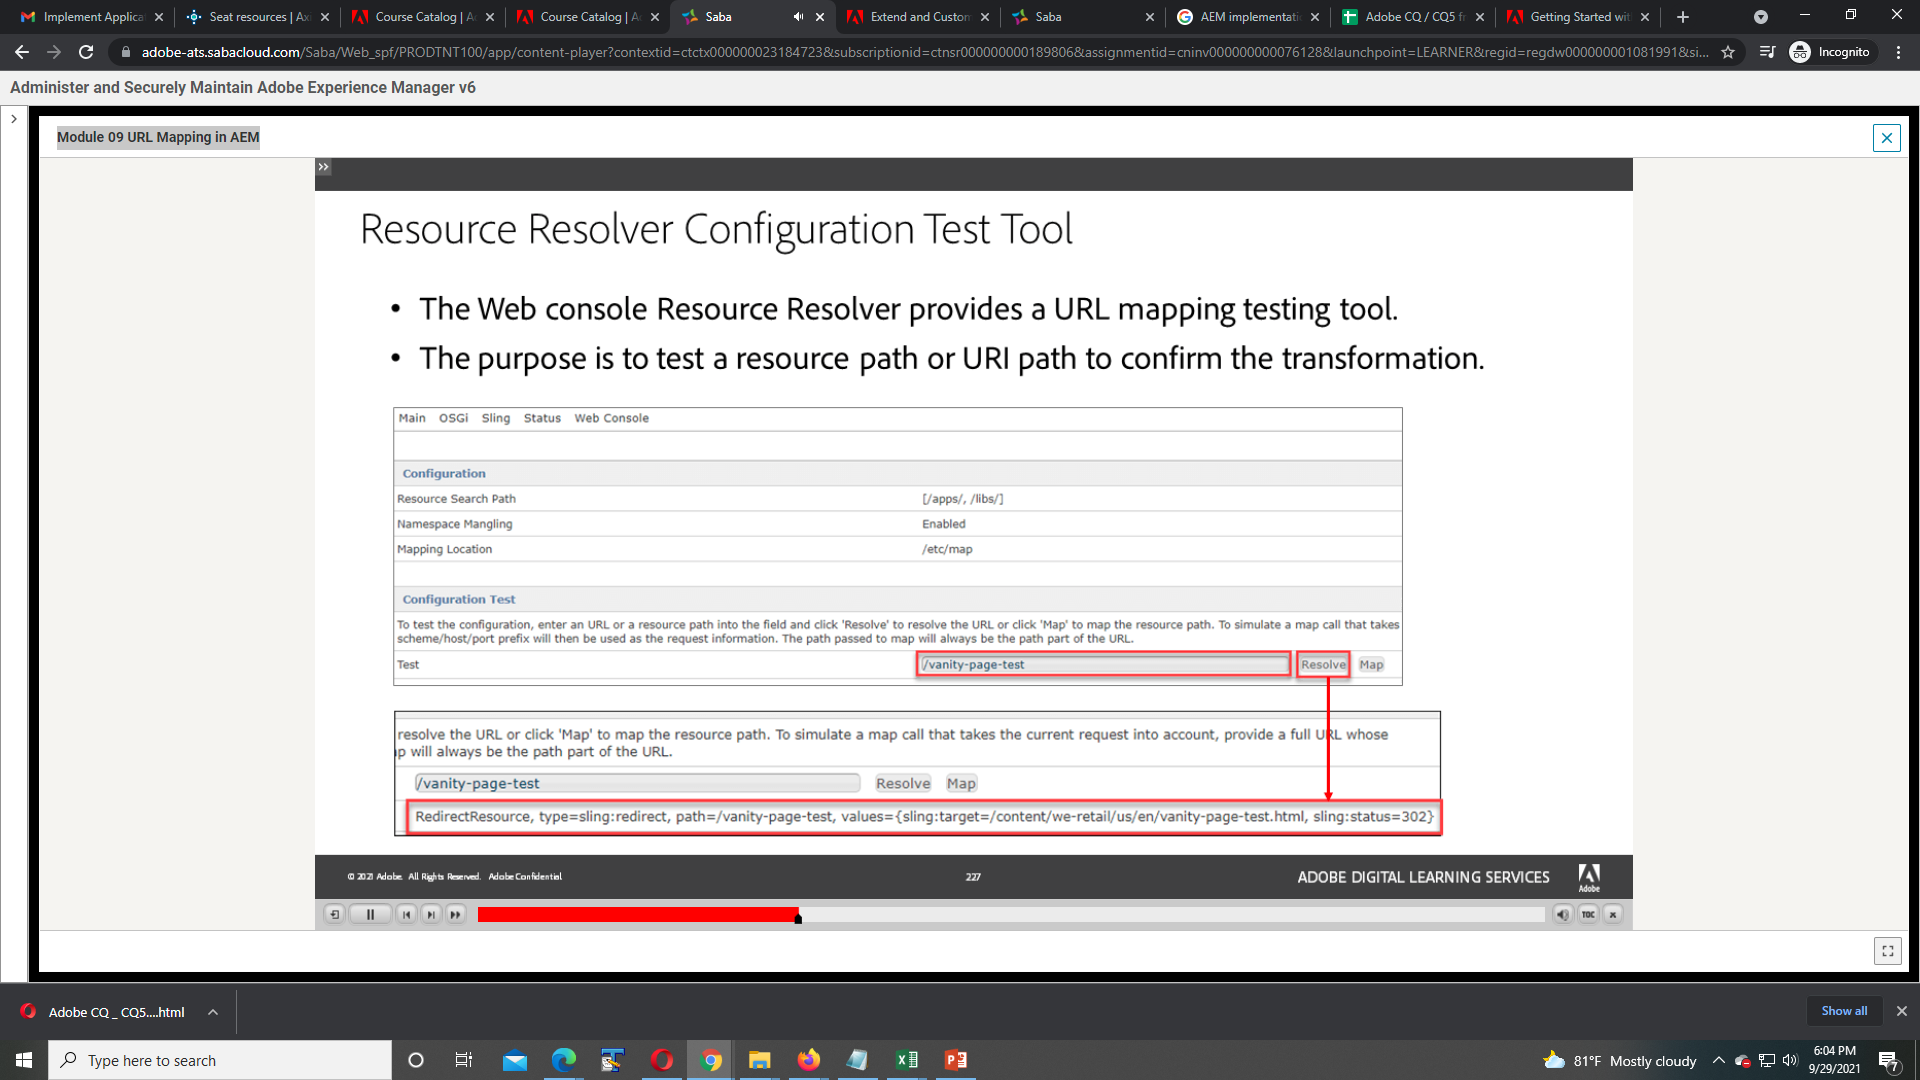 Implement Applica
Seat resources | Ax
Course Catalog | A
Course Catalog | A
Saba
Extend and Custom
Saba
AEM implementati
Adobe CQ / CQ5 f
Getting Started wit
adobe-ats.sabacloud.com/Saba/Web_spf/PRODTNT100/app/content-player?contextid=ctctx000000023184723&subscriptionid=ctnsr0000000000189806&assignmentid=cninv000000000076128&launchpoint=LEARNER&regid=regdw000000001081991&si...
Incognito
Administer and Securely Maintain Adobe Experience Manager v6
Module 09 URL Mapping in AEM
Resource Resolver Configuration Test Tool
• The Web console Resource Resolver provides a URL mapping testing tool.
• The purpose is to test a resource path or URI path to confirm the transformation.
Main OSGi Sling Status Web Console
Configuration
Resource Search Path [/apps/, /libs/]
Namespace Mangling Enabled
Mapping Location /etc/map
Configuration Test
To test the configuration, enter an URL or a resource path into the field and click 'Resolve' to resolve the URL or click 'Map' to map the resource path. To simulate a map call that takes
scheme/host/port prefix will then be used as the request information. The path passed to map will always be the path part of the URL.
Test /vanity-page-test Resolve Map
resolve the URL or click 'Map' to map the resource path. To simulate a map call that takes the current request into account, provide a full URL whose
p will always be the path part of the URL.
/vanity-page-test Resolve Map
RedirectResource, type=sling:redirect, path=/vanity-page-test, values={sling:target=/content/we-retail/us/en/vanity-page-test.html, sling:status=302}
© 2021 Adobe. All Rights Reserved. Adobe Confidential
227
ADOBE DIGITAL LEARNING SERVICES
Adobe
TOC
Adobe CQ _ CQ5....html
Show all
Type here to search
81°F Mostly cloudy
6:04 PM
9/29/2021
7